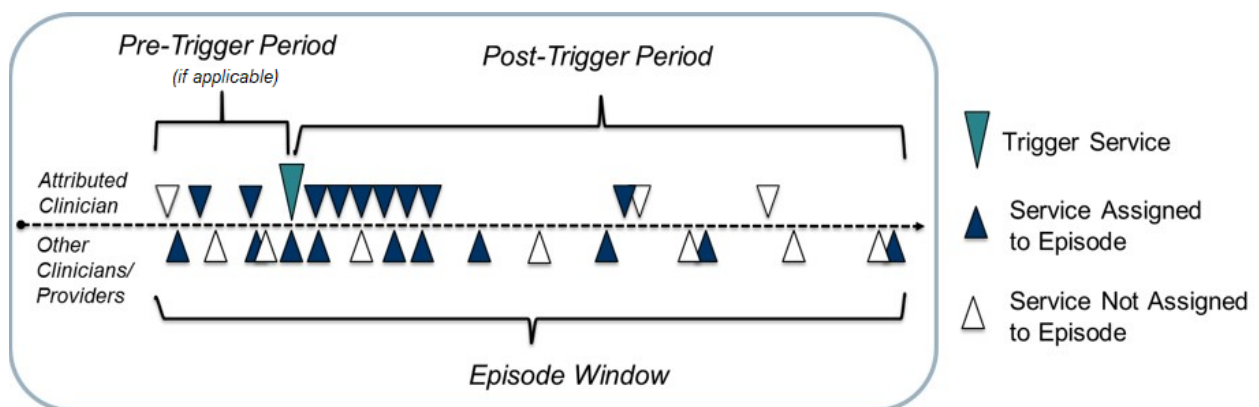 Pre-Trigger Period
(if applicable)
Post-Trigger Period
Attributed
Clinician
Other
Clinicians/
Providers
Episode Window
Trigger Service
Service Assigned
to Episode
Service Not Assigned
to Episode